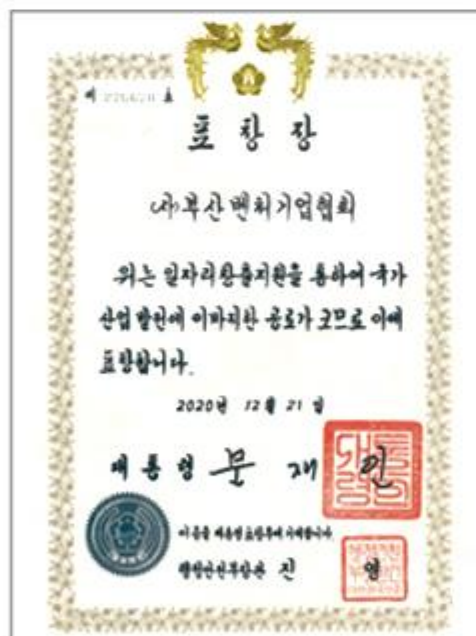 제 호
표 창 장
(사)부산벤처기업협회
위는 일자리창출지원을 통하여 국가
산업발전에 이바지한 공로가 크므로 이에
표창합니다.
2020년 12월 21일
대통령 문 재 인
이 증을 대통령표창부에 기재합니다.
행정안전부장관 진 영